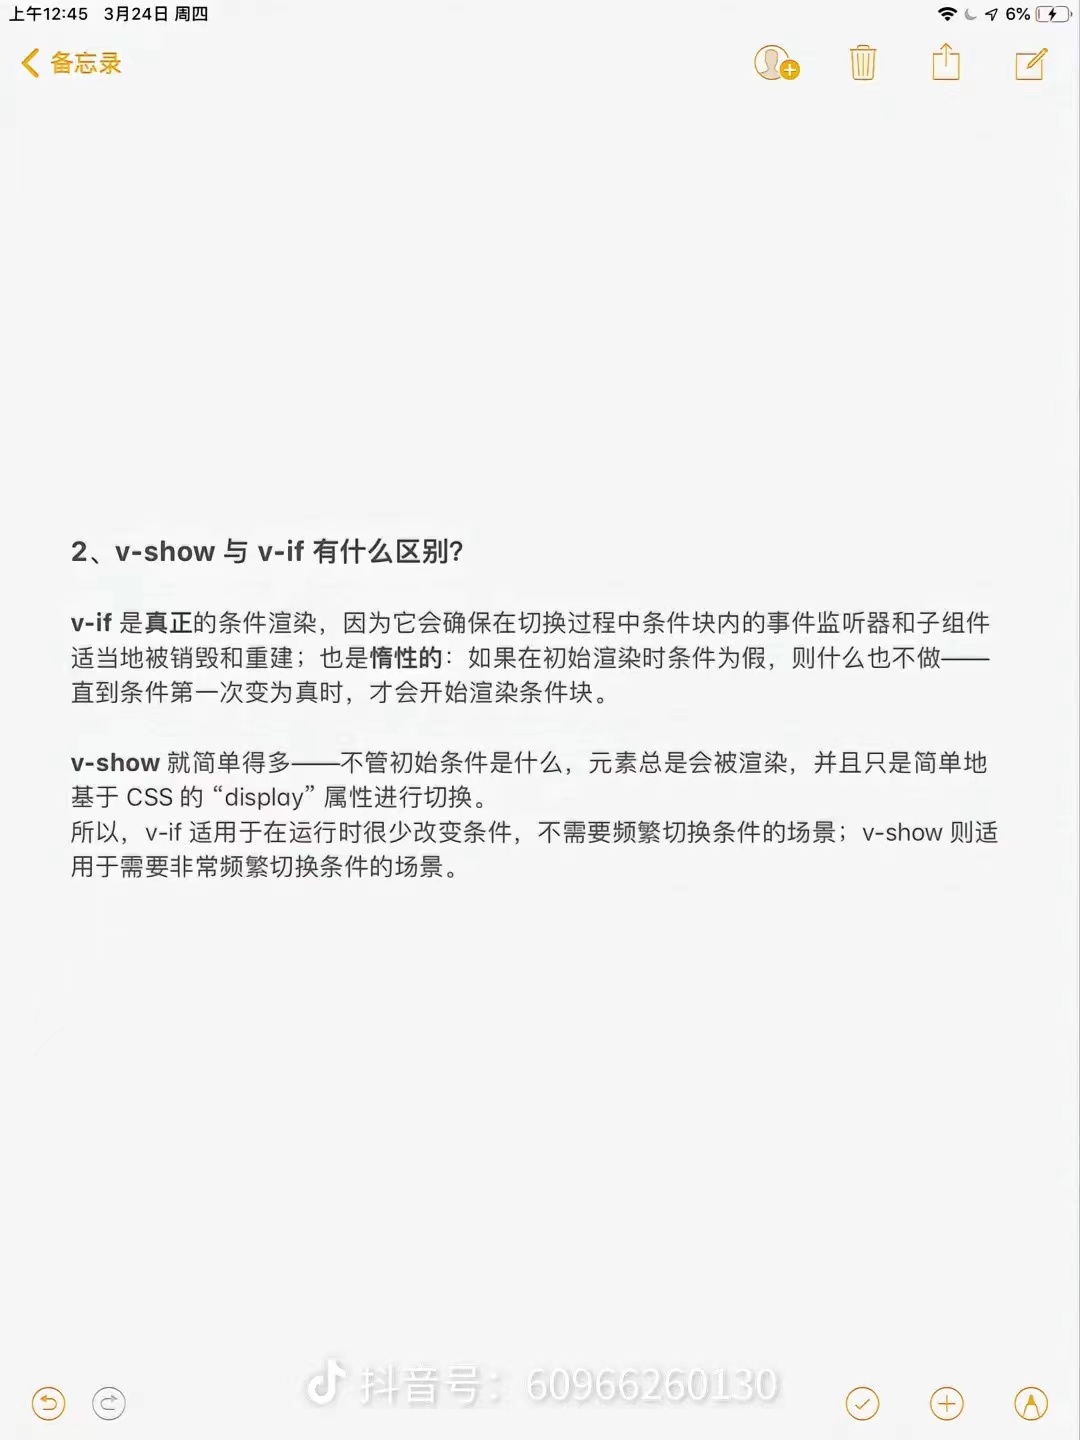 上午12:45 3月24日 周四 6%
备忘录
2、v-show 与 v-if 有什么区别？
v-if 是真正的条件渲染，因为它会确保在切换过程中条件块内的事件监听器和子组件
适当地被销毁和重建；也是惰性的：如果在初始渲染时条件为假，则什么也不做——
直到条件第一次变为真时，才会开始渲染条件块。
v-show 就简单得多——不管初始条件是什么，元素总是会被渲染，并且只是简单地
基于 CSS 的 “display” 属性进行切换。
所以，v-if 适用于在运行时很少改变条件，不需要频繁切换条件的场景；v-show 则适
用于需要非常频繁切换条件的场景。
抖音号：60966260130